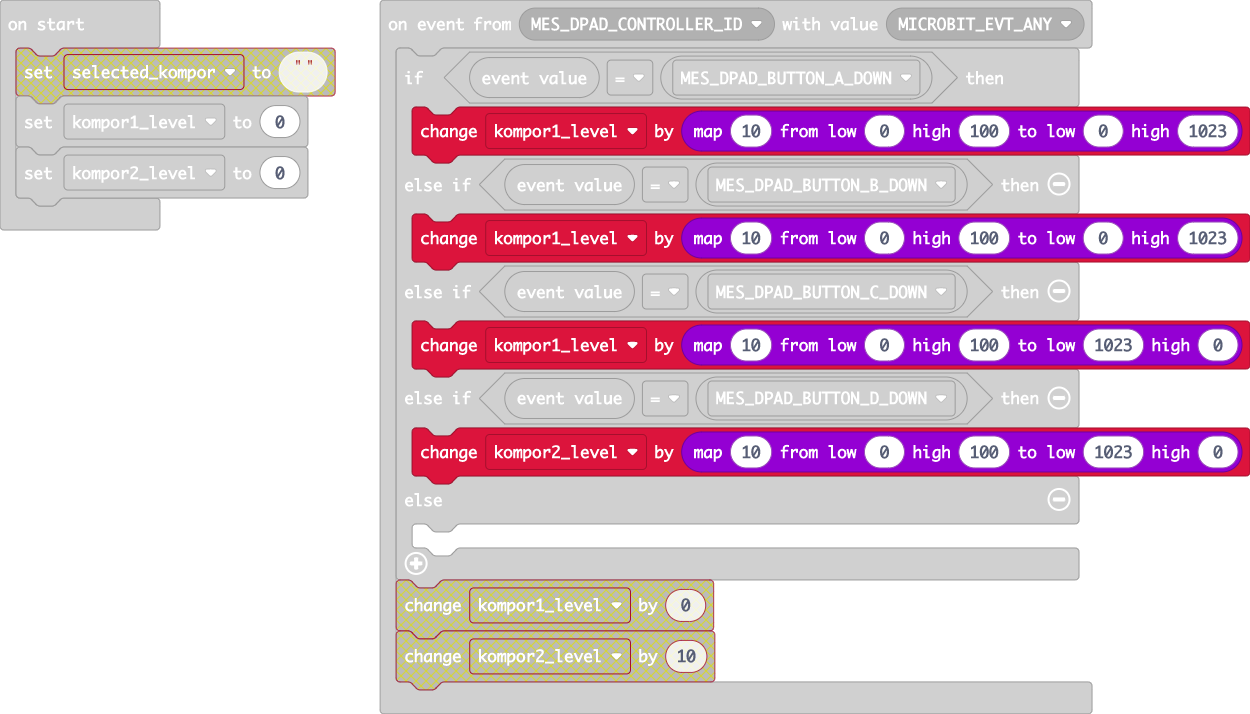 on start
set selected_kompor to " "
set kompor1_level to 0
set kompor2_level to 0
on event from MES_DPAD_CONTROLLER_ID with value MICROBIT_EVT_ANY
if event value = MES_DPAD_BUTTON_A_DOWN then
change kompor1_level by map 10 from low 0 high 100 to low 0 high 1023
else if event value = MES_DPAD_BUTTON_B_DOWN then
change kompor1_level by map 10 from low 0 high 100 to low 0 high 1023
else if event value = MES_DPAD_BUTTON_C_DOWN then
change kompor1_level by map 10 from low 0 high 100 to low 1023 high 0
else if event value = MES_DPAD_BUTTON_D_DOWN then
change kompor2_level by map 10 from low 0 high 100 to low 1023 high 0
else
change kompor1_level by 0
change kompor2_level by 10